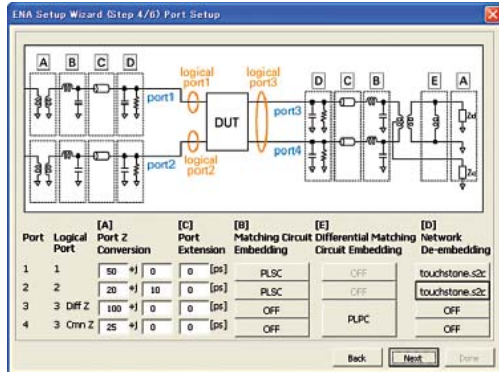 ENA Setup Wizard (Step 4/6) Port Setup
A B C D
logical port1
port1
logical port3
D C B E A
DUT
port3
port4
port2
logical port2
Zd
Zd
[A] [C] [B] [E] [D]
Port Logical Port Port Z Conversion Port Extension Matching Circuit Embedding Differential Matching Circuit Embedding Network De-embedding
1 1 50 +j 0 0 [ps] PLSC OFF touchstone.s2c
2 2 20 +j 10 0 [ps] PLSC OFF touchstone.s2c
3 3 Diff Z 100 +j 0 0 [ps] OFF PLPC OFF
4 3 Cmn Z 25 +j 0 0 [ps] OFF OFF
Back Next Done